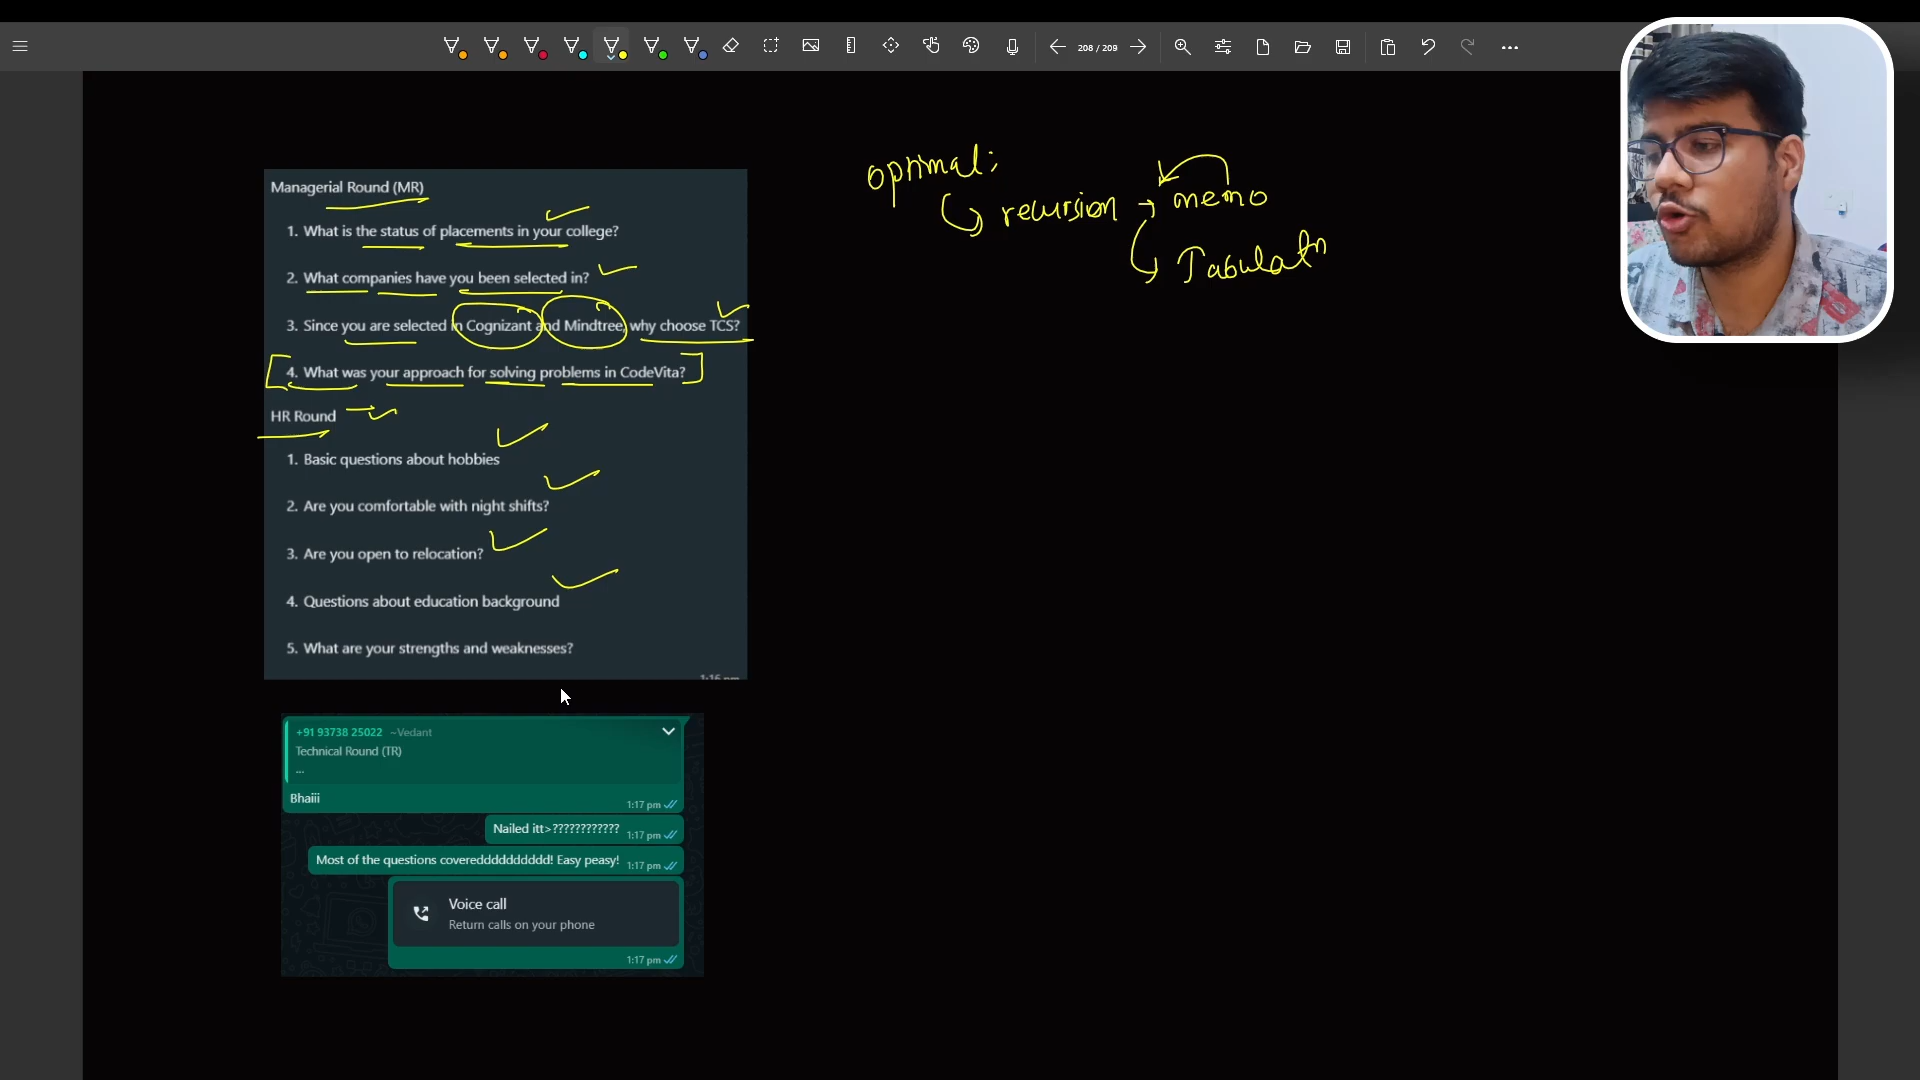 208 / 209
Managerial Round (MR)
1. What is the status of placements in your college?
2. What companies have you been selected in?
3. Since you are selected in Cognizant and Mindtree, why choose TCS?
4. What was your approach for solving problems in CodeVita?
HR Round
1. Basic questions about hobbies
2. Are you comfortable with night shifts?
3. Are you open to relocation?
4. Questions about education background
5. What are your strengths and weaknesses?
1:16 pm
optimal:
recursion → memo
Tabulatn
+91 93738 25022 ~Vedant
Technical Round (TR)
...
Bhaiii
1:17 pm
Nailed itt>????????????
1:17 pm
Most of the questions coveredddddddddd! Easy peasy!
1:17 pm
Voice call
Return calls on your phone
1:17 pm